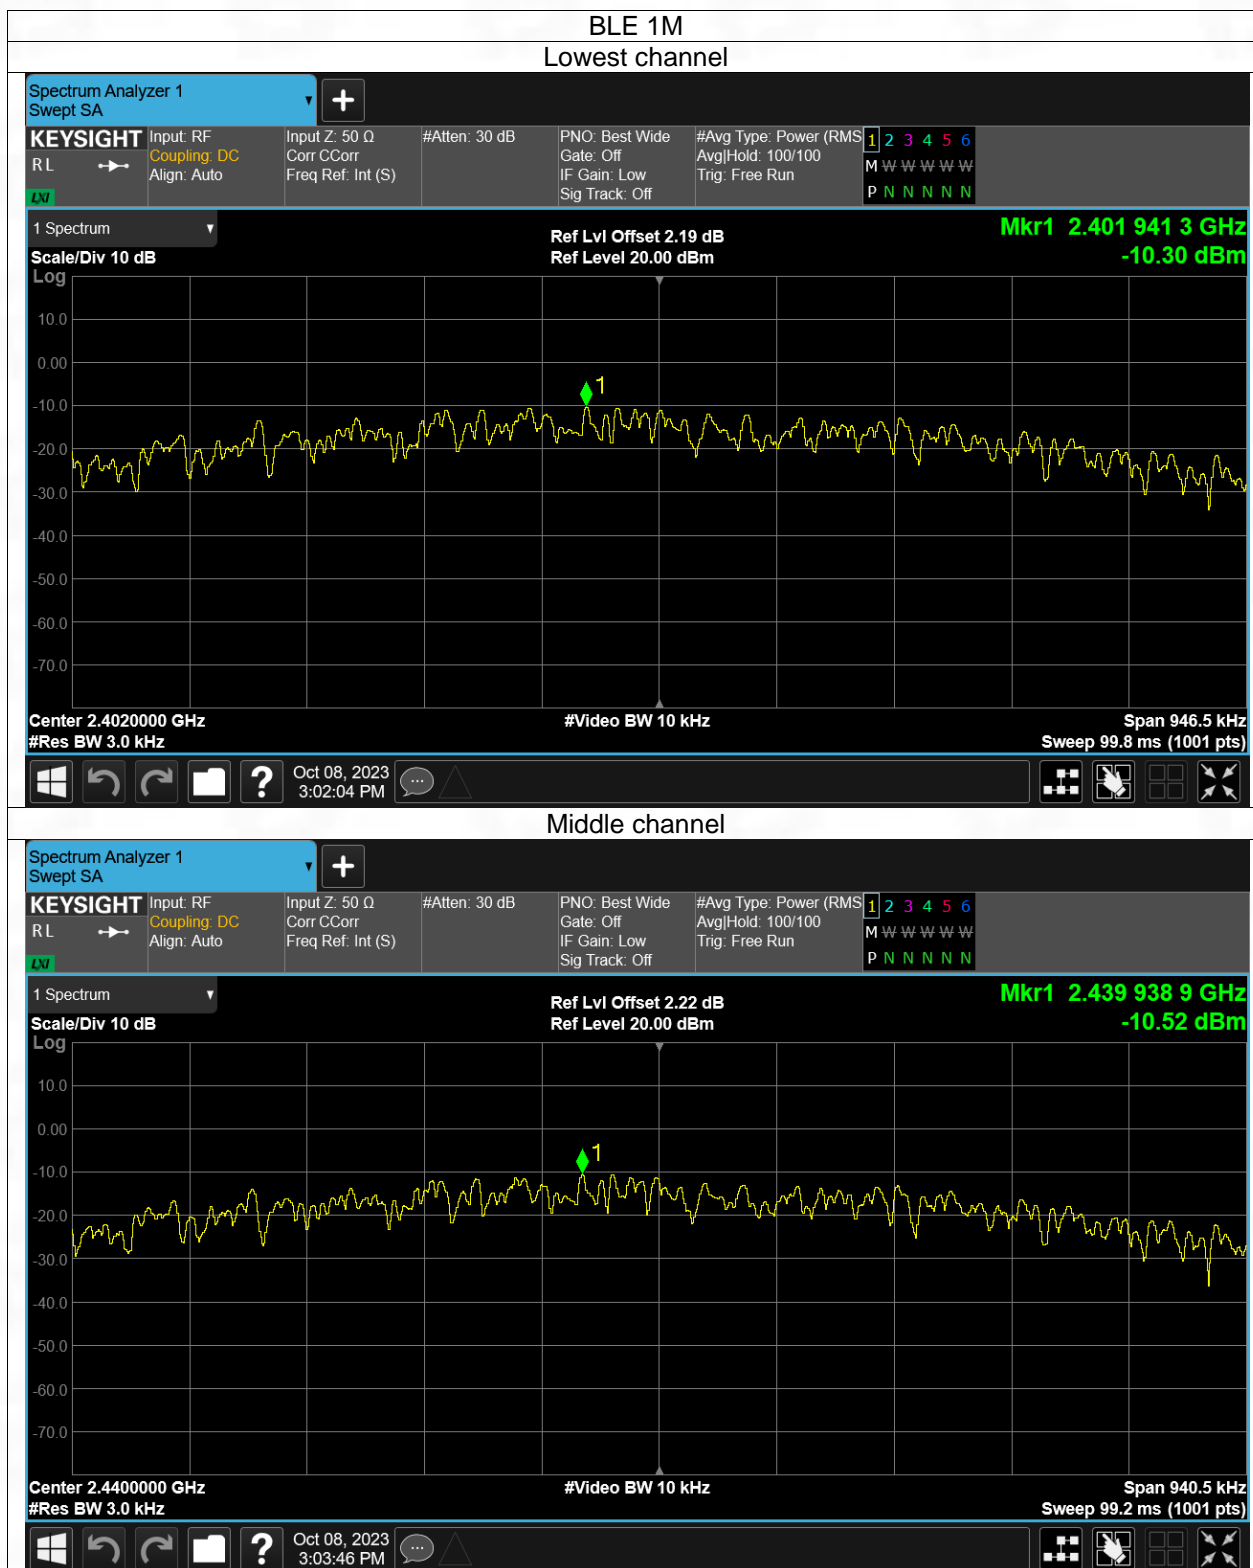 BLE 1M
Lowest channel
Spectrum Analyzer 1
Swept SA
KEYSIGHT
R L
LXI
Input: RF
Coupling: DC
Align: Auto
Input Z: 50 Ω
Corr CCorr
Freq Ref: Int (S)
#Atten: 30 dB
PNO: Best Wide
Gate: Off
IF Gain: Low
Sig Track: Off
#Avg Type: Power (RMS
Avg|Hold: 100/100
Trig: Free Run
1 2 3 4 5 6
M W W W W W
P N N N N N
1 Spectrum
Scale/Div 10 dB
Log
Ref Lvl Offset 2.19 dB
Ref Level 20.00 dBm
Mkr1 2.401 941 3 GHz
-10.30 dBm
1
10.0
0.00
-10.0
-20.0
-30.0
-40.0
-50.0
-60.0
-70.0
Center 2.4020000 GHz
#Res BW 3.0 kHz
#Video BW 10 kHz
Span 946.5 kHz
Sweep 99.8 ms (1001 pts)
?
Oct 08, 2023
3:02:04 PM
Middle channel
Spectrum Analyzer 1
Swept SA
KEYSIGHT
R L
LXI
Input: RF
Coupling: DC
Align: Auto
Input Z: 50 Ω
Corr CCorr
Freq Ref: Int (S)
#Atten: 30 dB
PNO: Best Wide
Gate: Off
IF Gain: Low
Sig Track: Off
#Avg Type: Power (RMS
Avg|Hold: 100/100
Trig: Free Run
1 2 3 4 5 6
M W W W W W
P N N N N N
1 Spectrum
Scale/Div 10 dB
Log
Ref Lvl Offset 2.22 dB
Ref Level 20.00 dBm
Mkr1 2.439 938 9 GHz
-10.52 dBm
1
10.0
0.00
-10.0
-20.0
-30.0
-40.0
-50.0
-60.0
-70.0
Center 2.4400000 GHz
#Res BW 3.0 kHz
#Video BW 10 kHz
Span 940.5 kHz
Sweep 99.2 ms (1001 pts)
?
Oct 08, 2023
3:03:46 PM